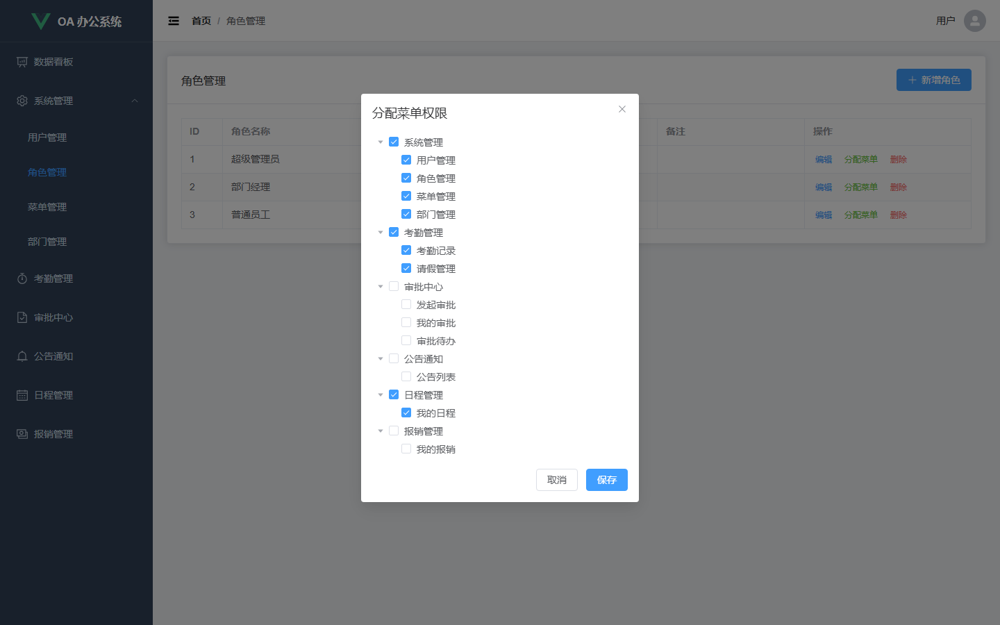 OA 办公系统
首页 / 角色管理
用户
数据看板
系统管理
用户管理
角色管理
菜单管理
部门管理
考勤管理
审批中心
公告通知
日程管理
报销管理
角色管理
新增角色
ID 角色名称 备注 操作
1 超级管理员 编辑 分配菜单 删除
2 部门经理 编辑 分配菜单 删除
3 普通员工 编辑 分配菜单 删除
分配菜单权限
系统管理
用户管理
角色管理
菜单管理
部门管理
考勤管理
考勤记录
请假管理
审批中心
发起审批
我的审批
审批待办
公告通知
公告列表
日程管理
我的日程
报销管理
我的报销
取消 保存